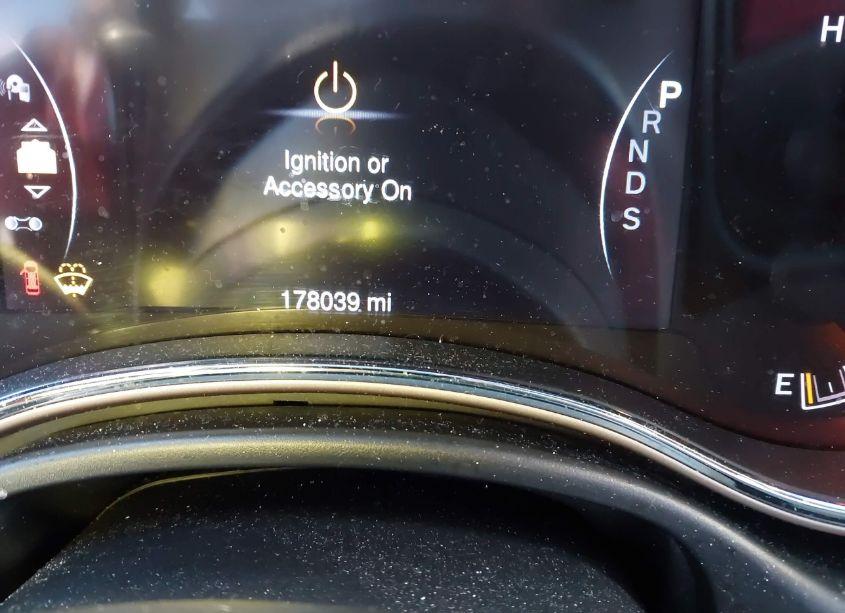 H
P
R
N
D
S
Ignition or
Accessory On
178039 mi
E